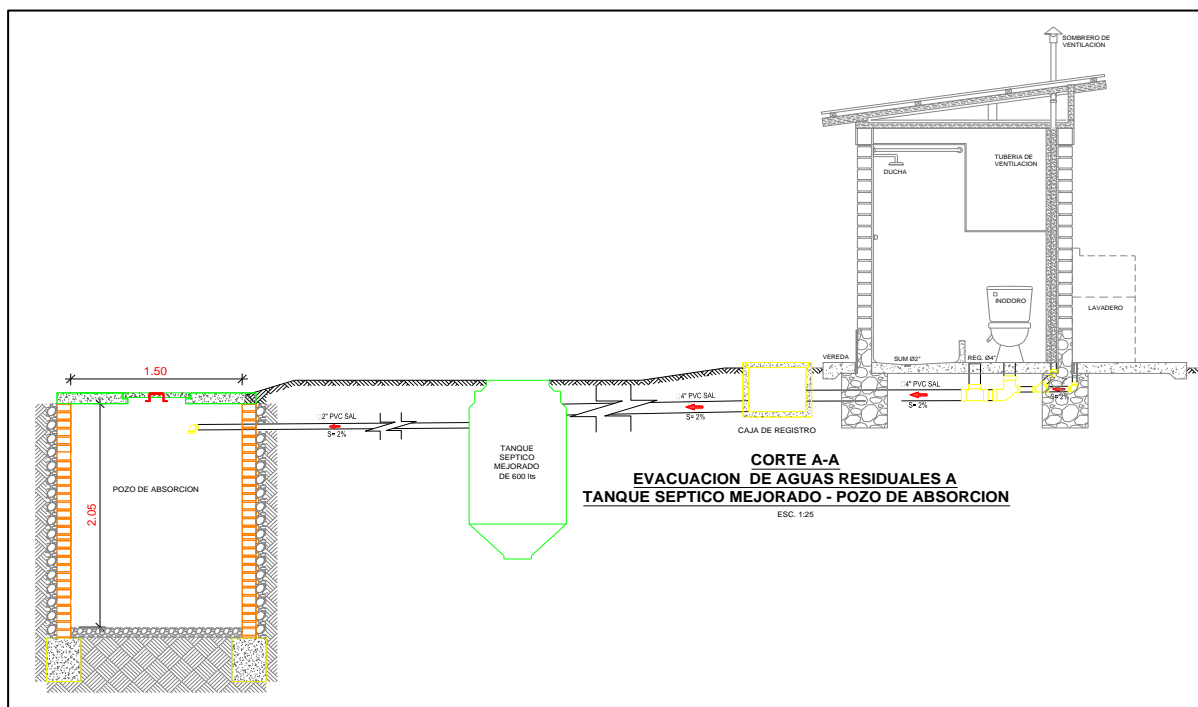 SOMBRERO DE
VENTILACION
TUBERIA DE
VENTILACION
DUCHA
INODORO
LAVADERO
VEREDA
SUM Ø2"
REG. Ø4"
□4" PVC SAL
S= 2%
S= 2%
□4" PVC SAL
S= 2%
CAJA DE REGISTRO
1.50
□2" PVC SAL
S= 2%
TANQUE
SEPTICO
MEJORADO
DE 600 lts
POZO DE ABSORCION
2.05
CORTE A-A
EVACUACION DE AGUAS RESIDUALES A
TANQUE SEPTICO MEJORADO - POZO DE ABSORCION
ESC. 1:25